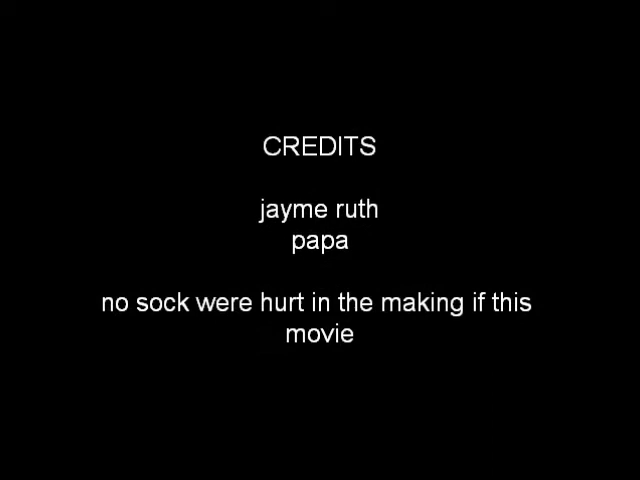 CREDITS
jayme ruth
papa
no sock were hurt in the making if this
movie